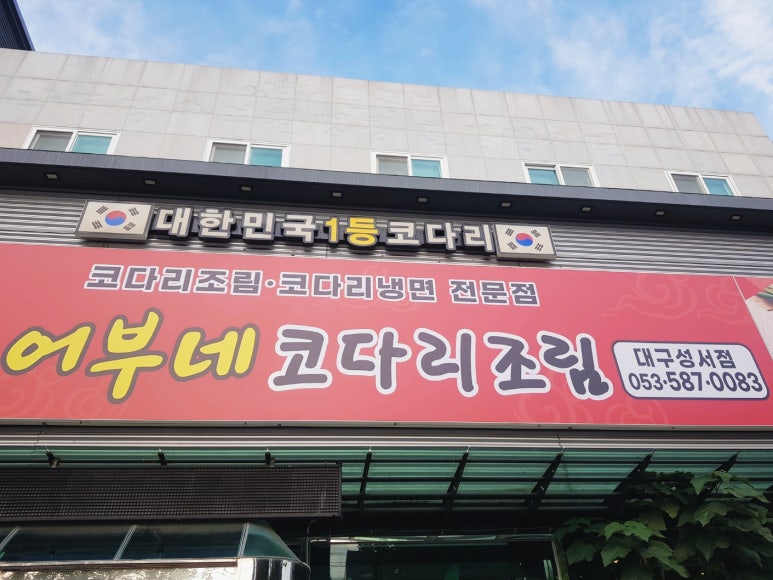 대한민국1등코다리
코다리조림·코다리냉면 전문점
어부네 코다리조림
대구성서점
053·587·0083